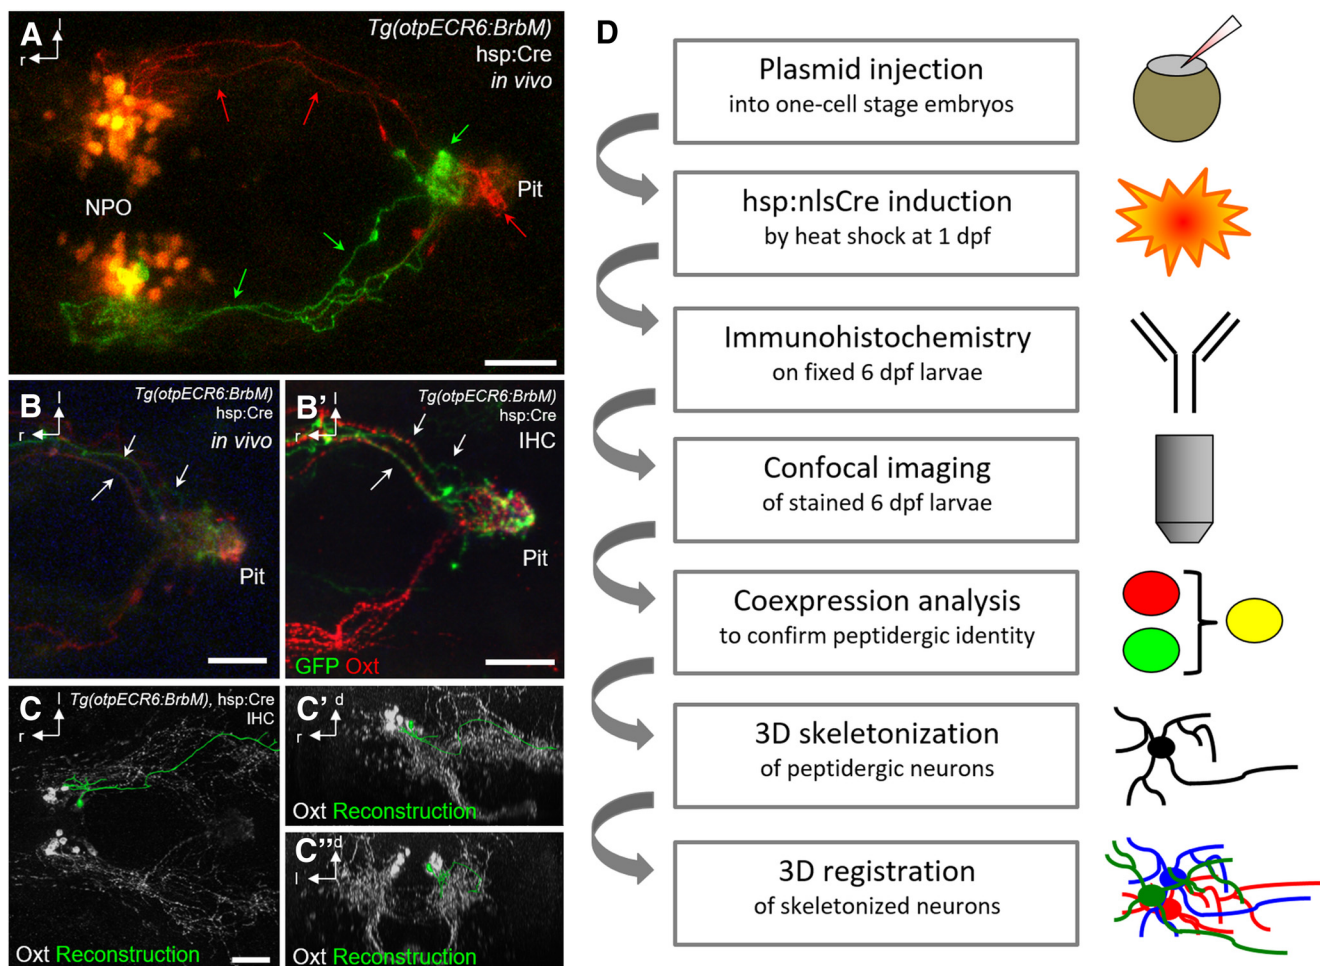 A
l
r
Tg(otpECR6:BrbM)
hsp:Cre
in vivo
NPO
Pit
B
l
r
Tg(otpECR6:BrbM)
hsp:Cre
in vivo
Pit
B'
l
r
Tg(otpECR6:BrbM)
hsp:Cre
IHC
Pit
GFP Oxt
C
l
r
Tg(otpECR6:BrbM), hsp:Cre
IHC
Oxt Reconstruction
C'
d
r
Oxt Reconstruction
C''
d
l
Oxt Reconstruction
D
Plasmid injection
into one-cell stage embryos
hsp:nlsCre induction
by heat shock at 1 dpf
Immunohistochemistry
on fixed 6 dpf larvae
Confocal imaging
of stained 6 dpf larvae
Coexpression analysis
to confirm peptidergic identity
3D skeletonization
of peptidergic neurons
3D registration
of skeletonized neurons